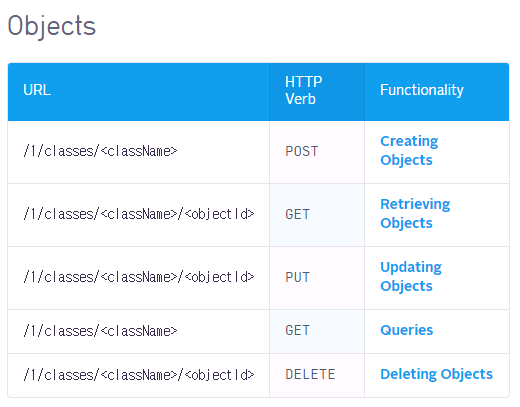 Objects
URL HTTP Verb Functionality
/1/classes/<className> POST Creating Objects
/1/classes/<className>/<objectId> GET Retrieving Objects
/1/classes/<className>/<objectId> PUT Updating Objects
/1/classes/<className> GET Queries
/1/classes/<className>/<objectId> DELETE Deleting Objects